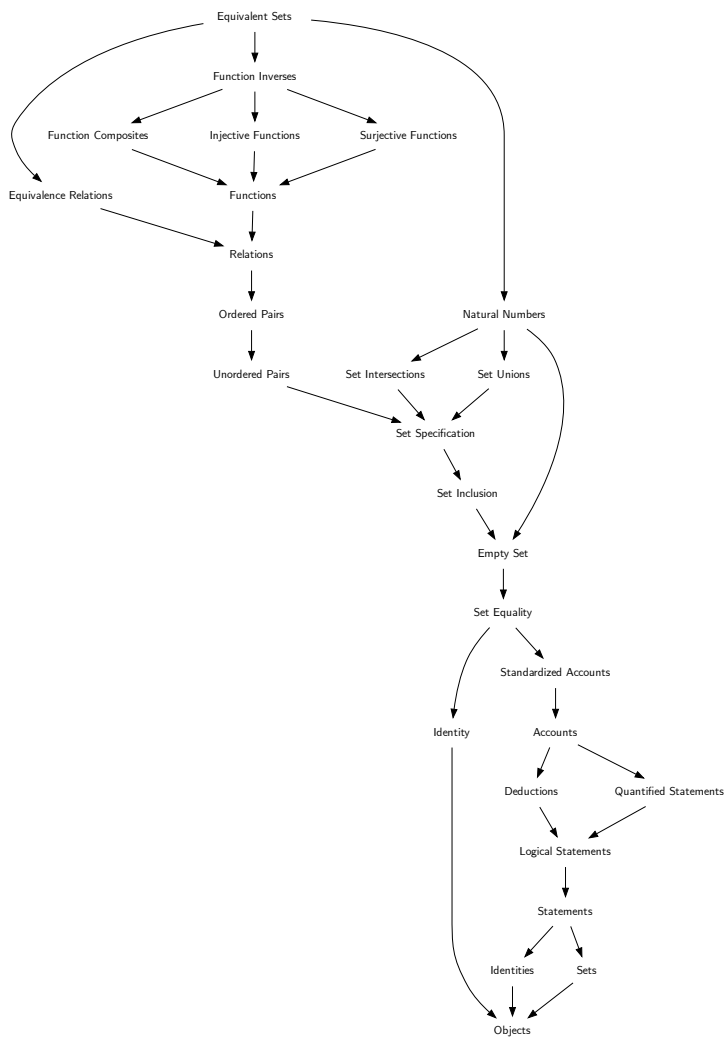 Equivalent Sets
Function Inverses
Function Composites
Injective Functions
Surjective Functions
Equivalence Relations
Functions
Relations
Ordered Pairs
Natural Numbers
Unordered Pairs
Set Intersections
Set Unions
Set Specification
Set Inclusion
Empty Set
Set Equality
Standardized Accounts
Identity
Accounts
Deductions
Quantified Statements
Logical Statements
Statements
Identities
Sets
Objects